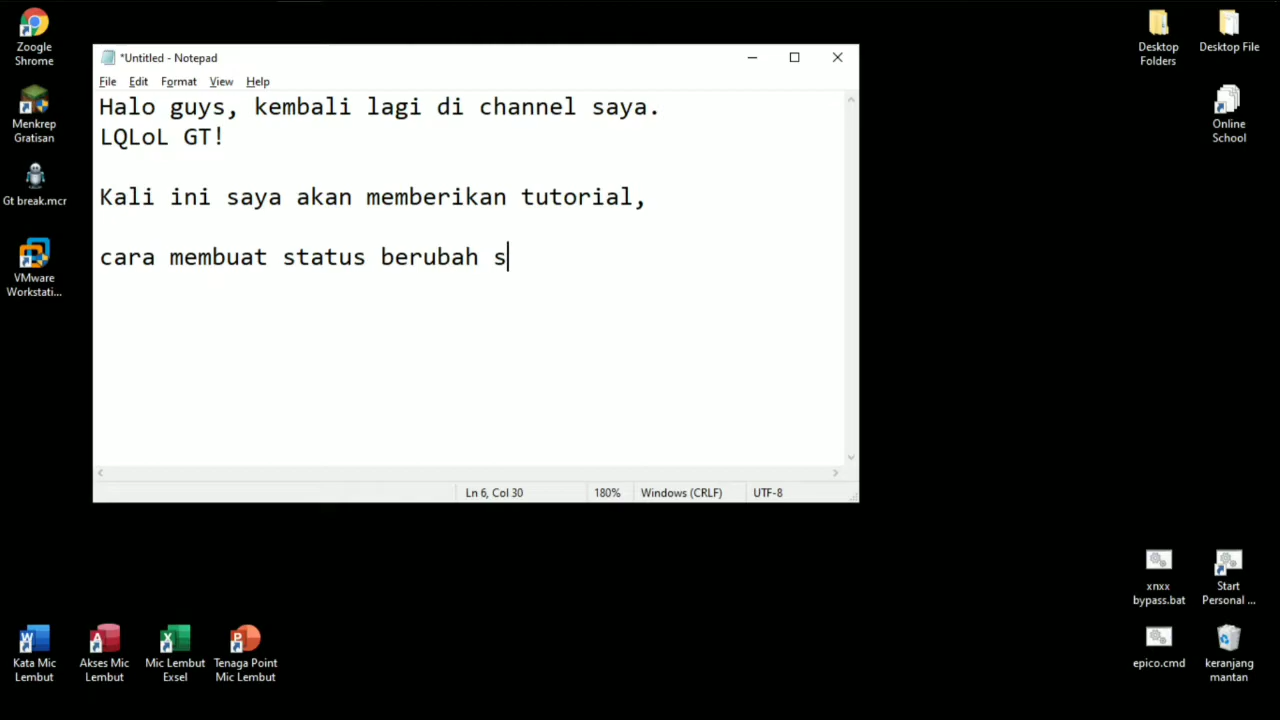 Zoogle
Shrome
Menkrep
Gratisan
Gt break.mcr
VMware
Workstati...
*Untitled - Notepad
File Edit Format View Help
Halo guys, kembali lagi di channel saya.
LQLoL GT!
Kali ini saya akan memberikan tutorial,
cara membuat status berubah s
Ln 6, Col 30 180% Windows (CRLF) UTF-8
Desktop
Folders
Desktop File
Online
School
xnxx
bypass.bat
Start
Personal ...
epico.cmd
keranjang
mantan
Kata Mic
Lembut
Akses Mic
Lembut
Mic Lembut
Exsel
Tenaga Point
Mic Lembut